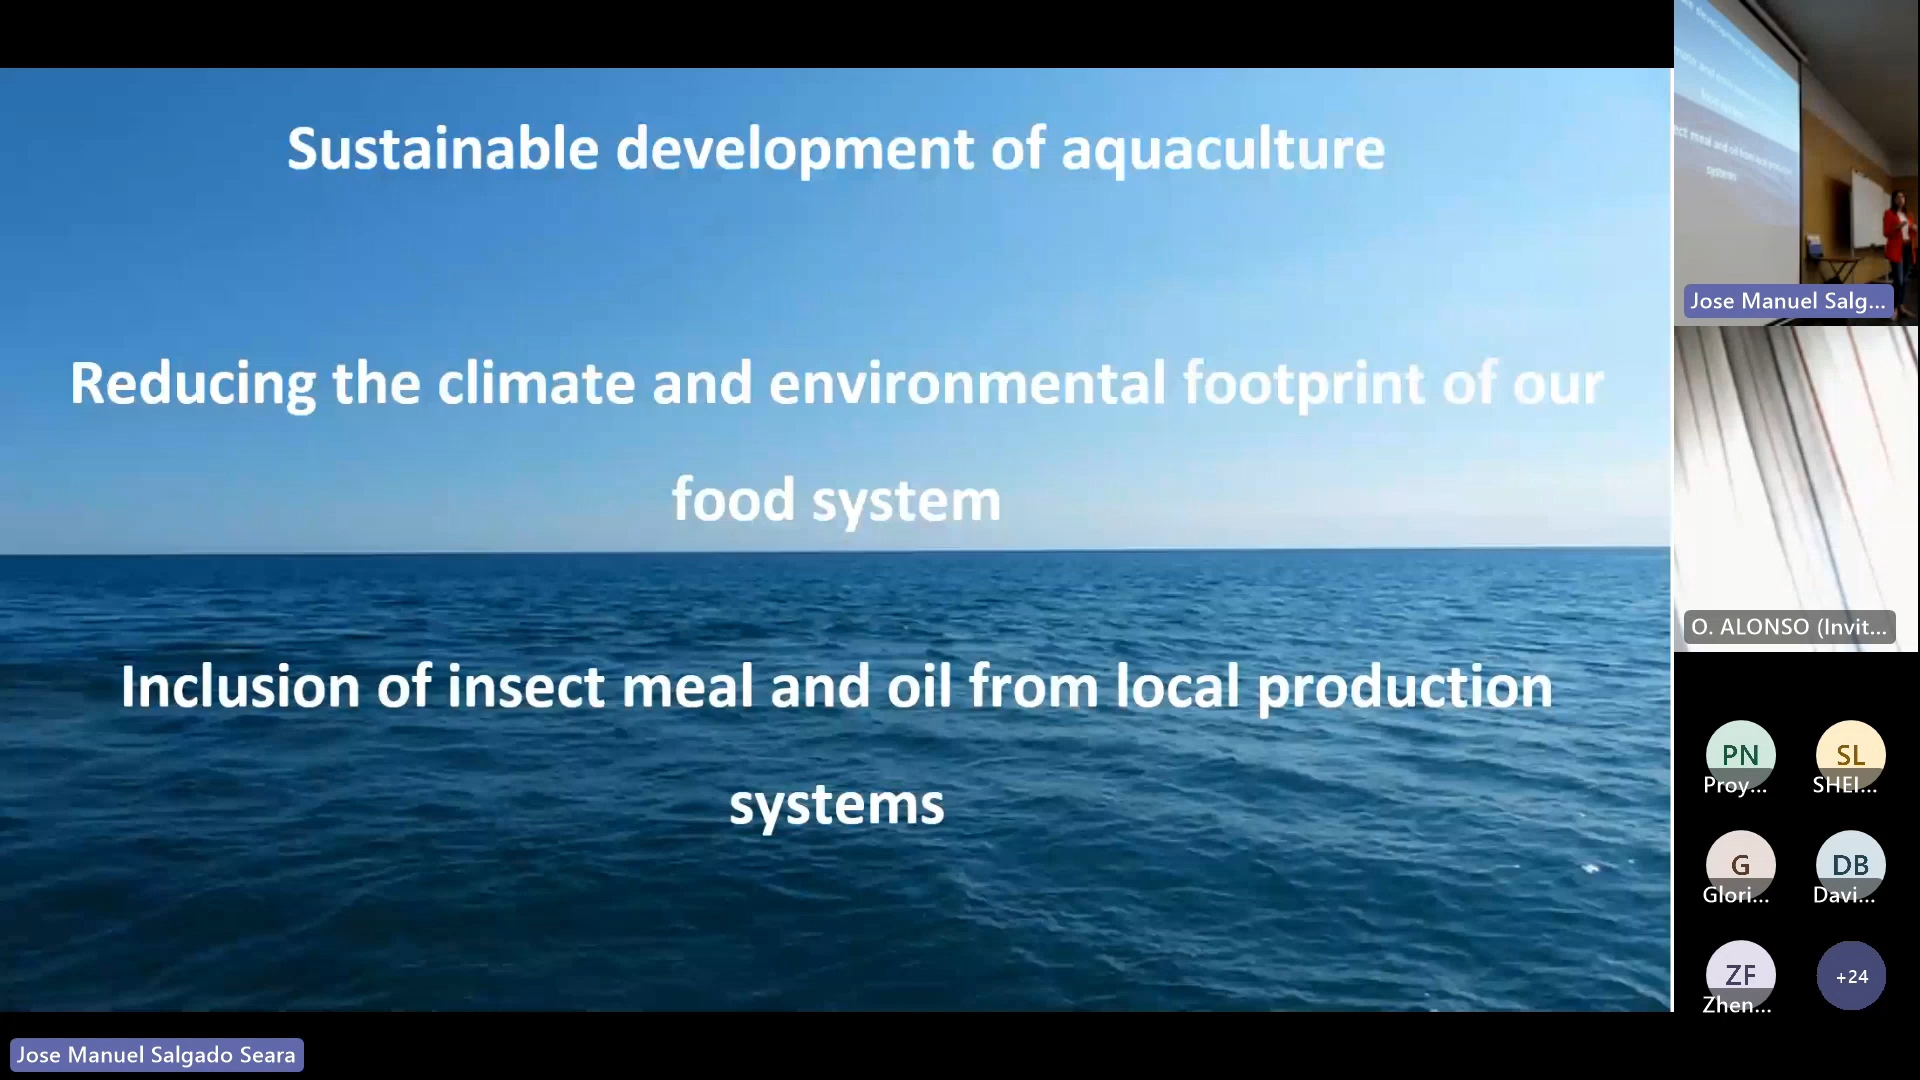 Sustainable development of aquaculture
Reducing the climate and environmental footprint of our
food system
Inclusion of insect meal and oil from local production
systems
Jose Manuel Salg...
O. ALONSO (Invit...
PN
Proy...
SL
SHEI...
G
Glori...
DB
Davi...
ZF
Zhen...
+24
Jose Manuel Salgado Seara